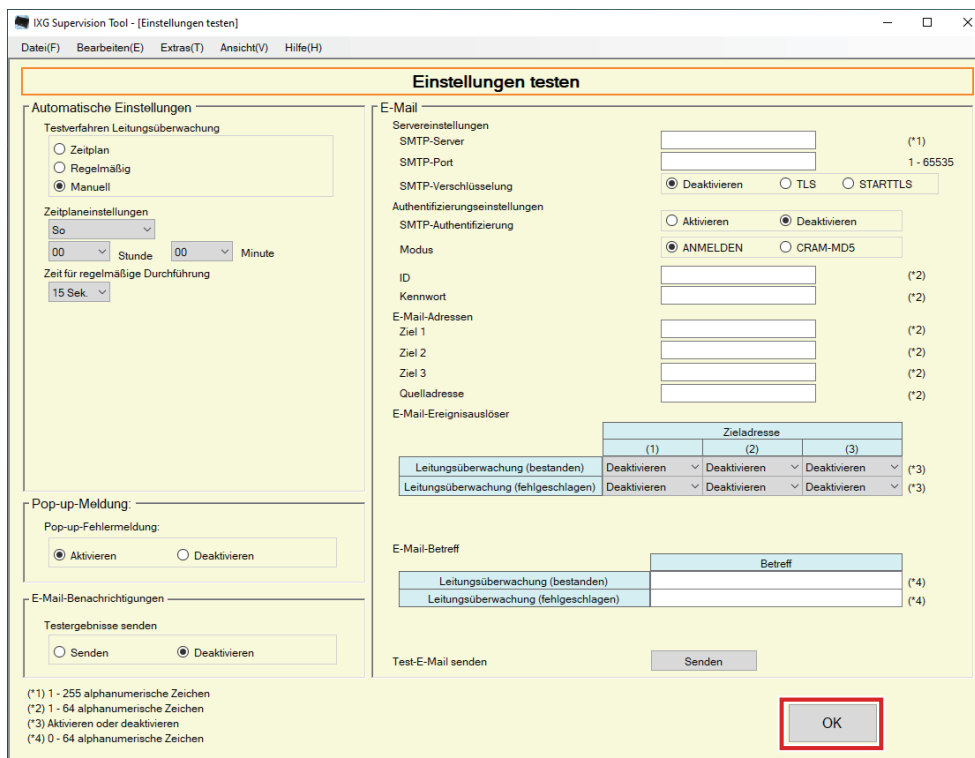 IXG Supervision Tool - [Einstellungen testen]
Datei(F) Bearbeiten(E) Extras(T) Ansicht(V) Hilfe(H)
Einstellungen testen
Automatische Einstellungen
Testverfahren Leitungsüberwachung
Zeitplan
Regelmäßig
Manuell
Zeitplaneinstellungen
So
00 Stunde 00 Minute
Zeit für regelmäßige Durchführung
15 Sek.
Pop-up-Meldung:
Pop-up-Fehlermeldung:
Aktivieren Deaktivieren
E-Mail-Benachrichtigungen
Testergebnisse senden
Senden Deaktivieren
E-Mail
Servereinstellungen
SMTP-Server (*1)
SMTP-Port 1 - 65535
SMTP-Verschlüsselung Deaktivieren TLS STARTTLS
Authentifizierungseinstellungen
SMTP-Authentifizierung Aktivieren Deaktivieren
Modus ANMELDEN CRAM-MD5
ID (*2)
Kennwort (*2)
E-Mail-Adressen
Ziel 1 (*2)
Ziel 2 (*2)
Ziel 3 (*2)
Quelladresse (*2)
E-Mail-Ereignisauslöser
Zieladresse
(1) (2) (3)
Leitungsüberwachung (bestanden) Deaktivieren Deaktivieren Deaktivieren (*3)
Leitungsüberwachung (fehlgeschlagen) Deaktivieren Deaktivieren Deaktivieren (*3)
E-Mail-Betreff
Betreff
Leitungsüberwachung (bestanden) (*4)
Leitungsüberwachung (fehlgeschlagen) (*4)
Test-E-Mail senden Senden
(*1) 1 - 255 alphanumerische Zeichen
(*2) 1 - 64 alphanumerische Zeichen
(*3) Aktivieren oder deaktivieren
(*4) 0 - 64 alphanumerische Zeichen
OK